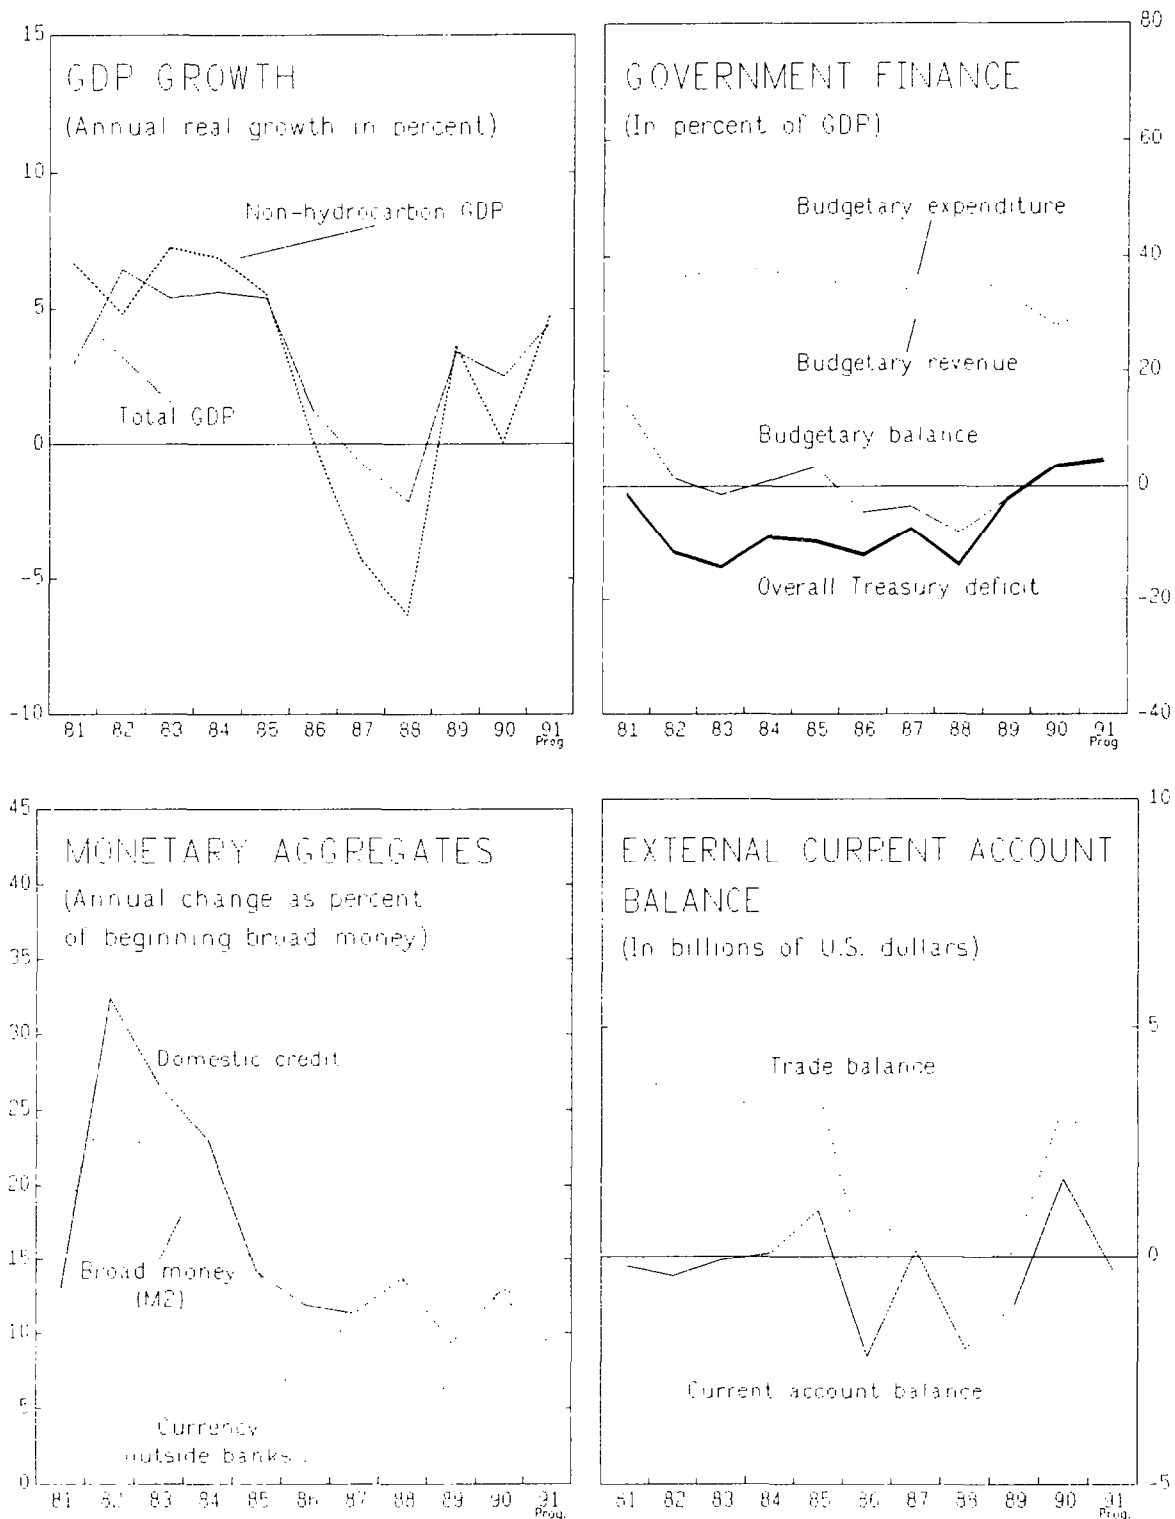 15
10
5
0
-5
-10
GDP GROWTH
(Annual real growth in percent)
Non-hydrocarbon GDP
Total GDP
81 82 83 84 85 86 87 88 89 90 91
Prog
80
60
40
20
0
-20
-40
GOVERNMENT FINANCE
(In percent of GDP)
Budgetary expenditure
Budgetary revenue
Budgetary balance
Overall Treasury deficit
81 82 83 84 85 86 87 88 89 90 91
Prog
45
40
35
30
25
20
15
10
5
0
MONETARY AGGREGATES
(Annual change as percent
of beginning broad money)
Domestic credit
Broad money
(M2)
Currency
outside banks
81 82 83 84 85 86 87 88 89 90 91
Prog.
10
5
0
-5
EXTERNAL CURRENT ACCOUNT
BALANCE
(In billions of U.S. dollars)
Trade balance
Current account balance
81 82 83 84 85 86 87 88 89 90 91
Prog.